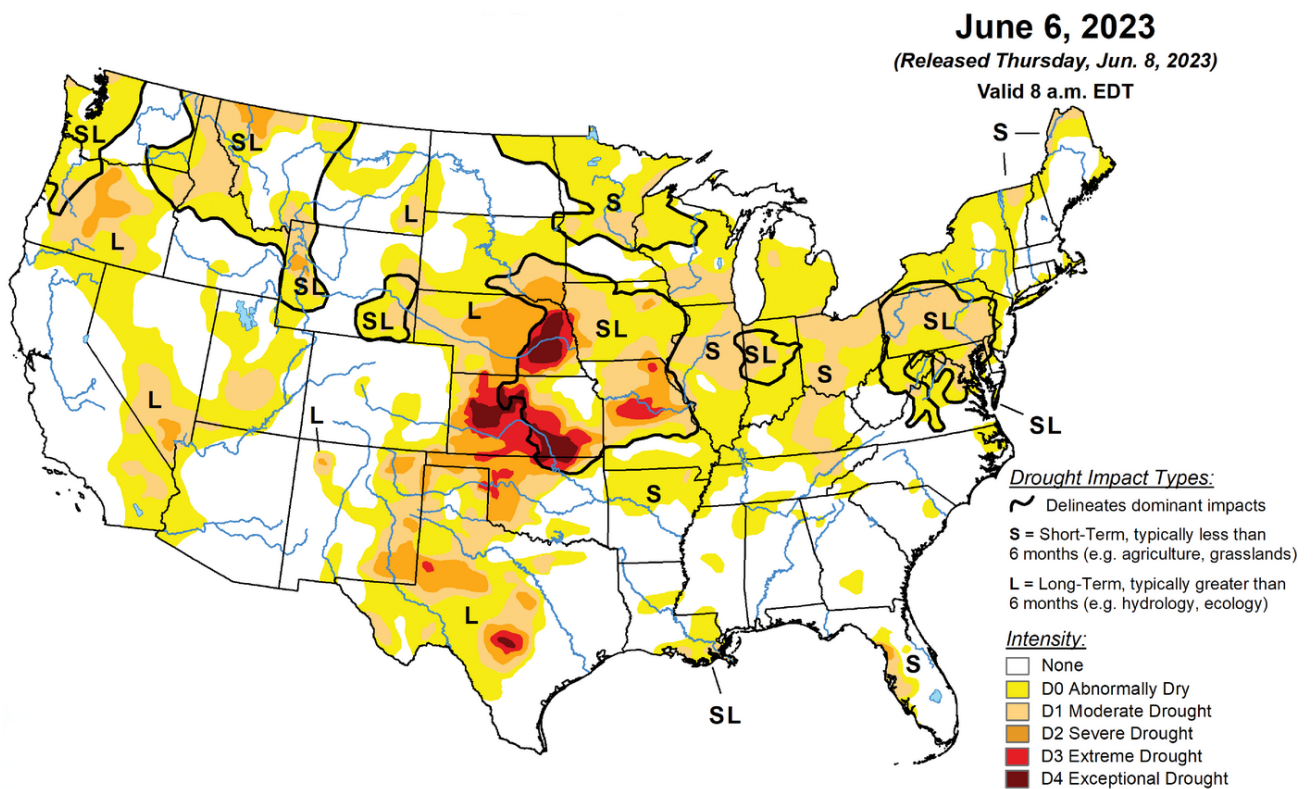 June 6, 2023
(Released Thursday, Jun. 8, 2023)
Valid 8 a.m. EDT
S
SL
SL
S
L
L
SL
SL
L
SL
S
SL
SL
S
L
L
SL
S
L
S
SL
Drought Impact Types:
Delineates dominant impacts
S = Short-Term, typically less than
6 months (e.g. agriculture, grasslands)
L = Long-Term, typically greater than
6 months (e.g. hydrology, ecology)
Intensity:
None
D0 Abnormally Dry
D1 Moderate Drought
D2 Severe Drought
D3 Extreme Drought
D4 Exceptional Drought